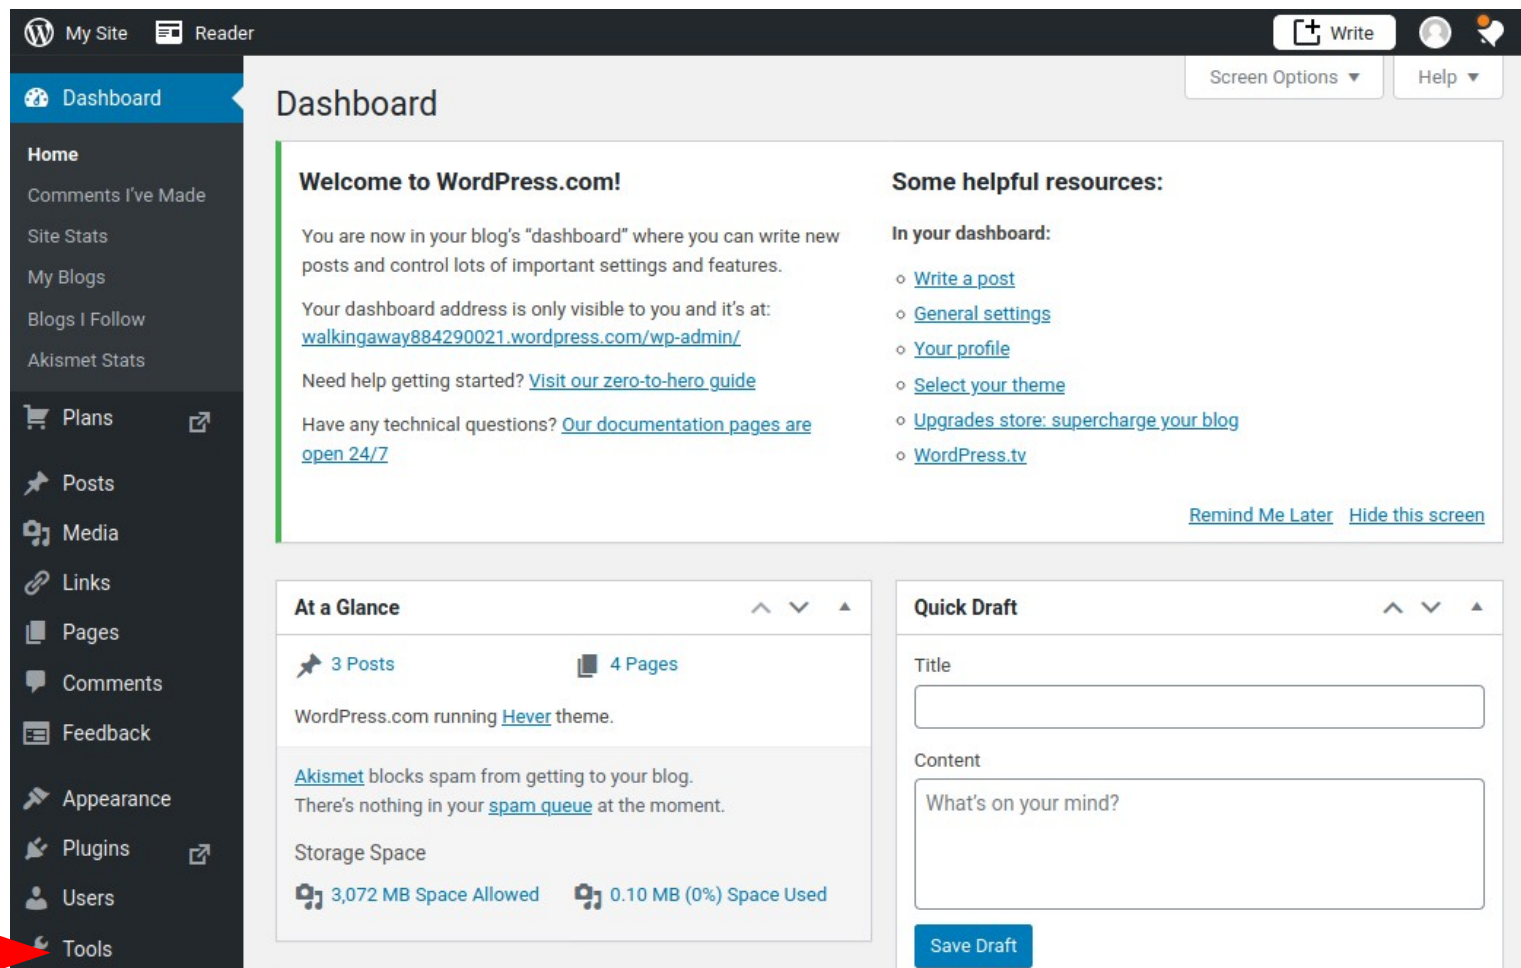 My Site
Reader
Write
Dashboard
Home
Comments I've Made
Site Stats
My Blogs
Blogs I Follow
Akismet Stats
Plans
Posts
Media
Links
Pages
Comments
Feedback
Appearance
Plugins
Users
Tools
Screen Options
Help
Dashboard
Welcome to WordPress.com!
You are now in your blog's “dashboard” where you can write new
posts and control lots of important settings and features.
Your dashboard address is only visible to you and it's at:
walkingaway884290021.wordpress.com/wp-admin/
Need help getting started? Visit our zero-to-hero guide
Have any technical questions? Our documentation pages are
open 24/7
Some helpful resources:
In your dashboard:
Write a post
General settings
Your profile
Select your theme
Upgrades store: supercharge your blog
WordPress.tv
Remind Me Later Hide this screen
At a Glance
3 Posts
4 Pages
WordPress.com running Hever theme.
Akismet blocks spam from getting to your blog.
There's nothing in your spam queue at the moment.
Storage Space
3,072 MB Space Allowed
0.10 MB (0%) Space Used
Quick Draft
Title
Content
What's on your mind?
Save Draft